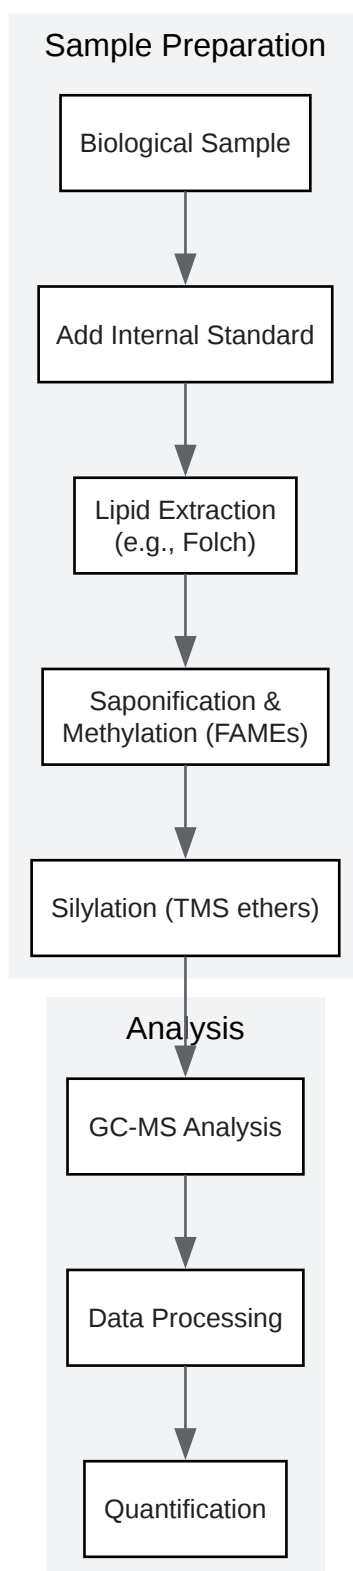 Sample Preparation
Biological Sample
Add Internal Standard
Lipid Extraction
(e.g., Folch)
Saponification &
Methylation (FAMEs)
Silylation (TMS ethers)
Analysis
GC-MS Analysis
Data Processing
Quantification